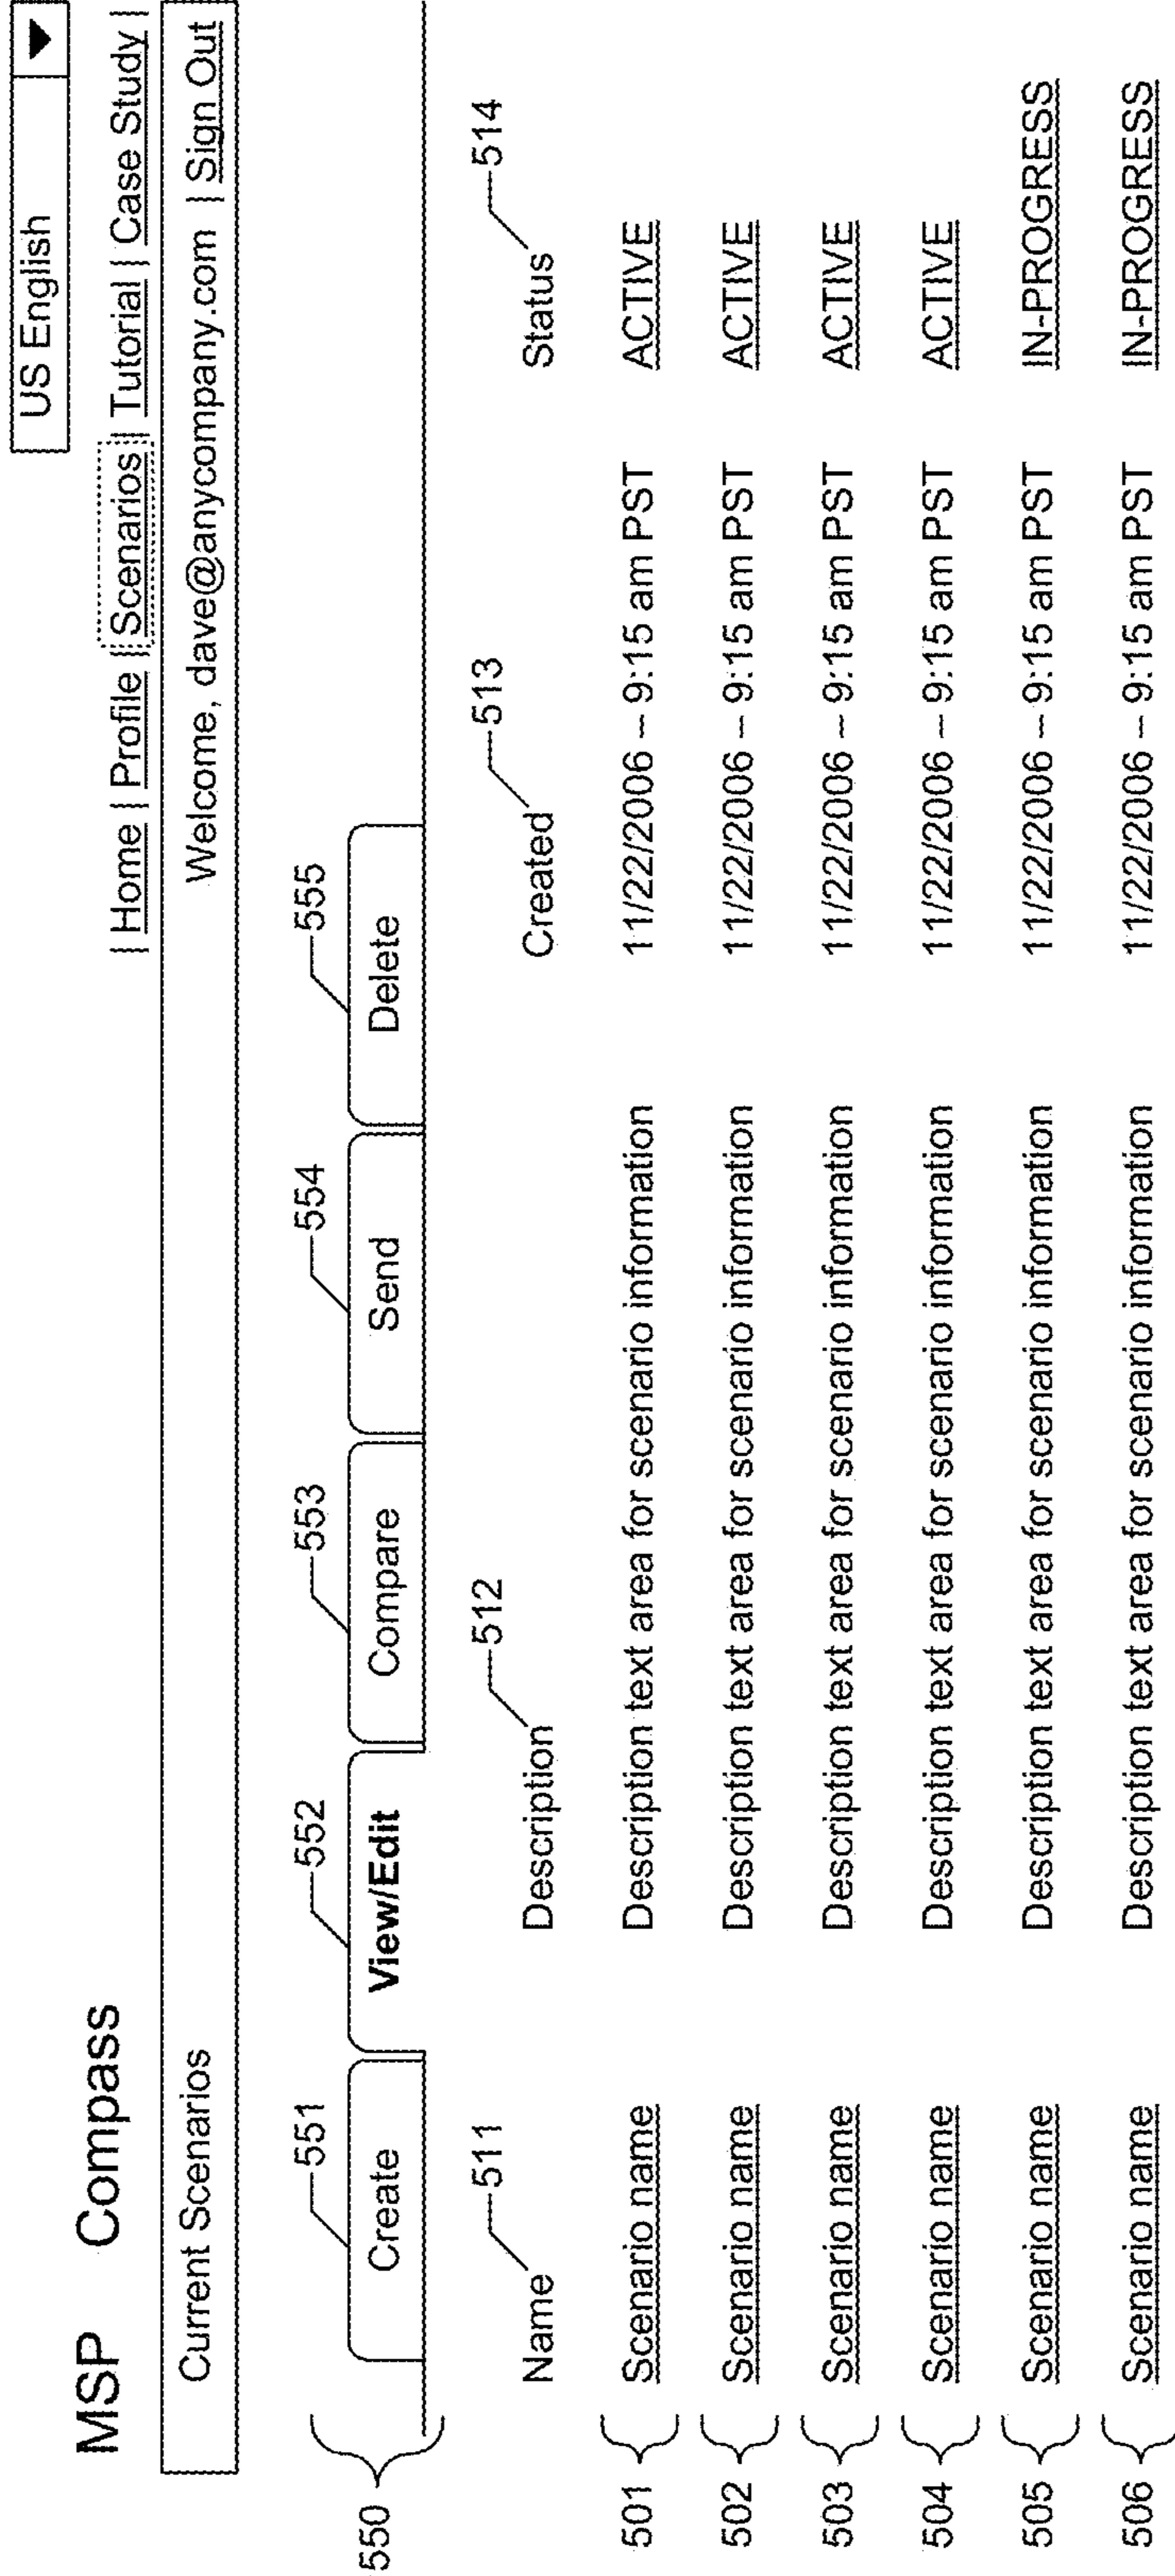 US English
MSP Compass
| Home | Profile | Scenarios | Tutorial | Case Study |
Current Scenarios Welcome, dave@anycompany.com | Sign Out
551 552 553 554 555
550 Create View/Edit Compare Send Delete
511 512 513 514
Name Description Created Status
501 Scenario name Description text area for scenario information 11/22/2006 -- 9:15 am PST ACTIVE
502 Scenario name Description text area for scenario information 11/22/2006 -- 9:15 am PST ACTIVE
503 Scenario name Description text area for scenario information 11/22/2006 -- 9:15 am PST ACTIVE
504 Scenario name Description text area for scenario information 11/22/2006 -- 9:15 am PST ACTIVE
505 Scenario name Description text area for scenario information 11/22/2006 -- 9:15 am PST IN-PROGRESS
506 Scenario name Description text area for scenario information 11/22/2006 -- 9:15 am PST IN-PROGRESS